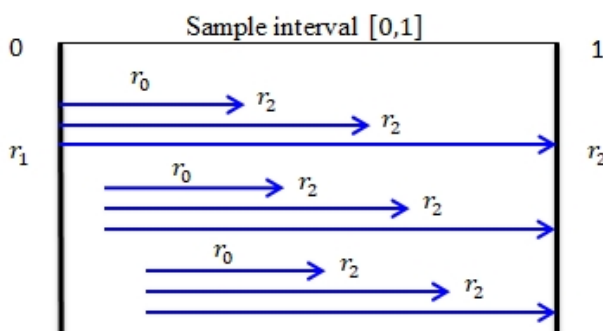 Sample interval [0,1]
0
1
r₀
r₂
r₂
r₁
r₂
r₀
r₂
r₂
r₀
r₂
r₂